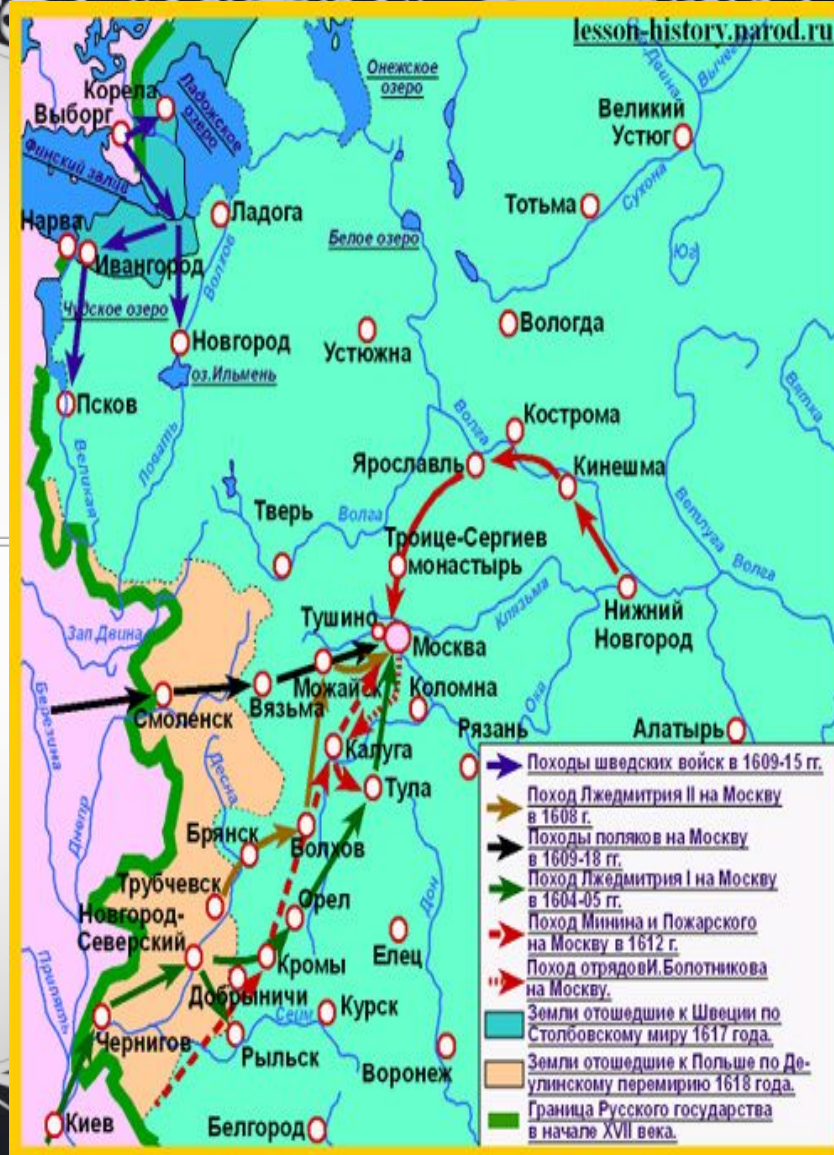 lesson-history.narod.ru
Онежское
озеро
Ладожское
озеро
Корела
Выборг
Финский залив
Вычег
Великий
Устюг
Сухона
Тотьма
Юг
Ладога
Белое озеро
Нарва
Ивангород
Волхов
Чудское озеро
Новгород
оз.Ильмень
Устюжна
Вологда
Вятка
Псков
Великая
Ловать
Волга
Кострома
Ярославль
Кинешма
Ветлуга
Волга
Тверь
Волга
Троице-Сергиев
монастырь
Клязьма
Нижний
Новгород
Зап.Двина
Тушино
Москва
Можайск
Коломна
Ока
Березина
Смоленск
Вязьма
Рязань
Алатырь
Калуга
Тула
Днепр
Десна
Брянск
Волхов
Трубчевск
Новгород-
Северский
Орел
Дон
Елец
Кромы
Добрыничи
Припять
Чернигов
Сейм
Курск
Рыльск
Воронеж
Киев
Белгород
Походы шведских войск в 1609-15 гг.
Поход Лжедмитрия II на Москву
в 1608 г.
Походы поляков на Москву
в 1609-18 гг.
Поход Лжедмитрия I на Москву
в 1604-05 гг.
Поход Минина и Пожарского
на Москву в 1612 г.
Поход отрядовИ.Болотникова
на Москву.
Земли отошедшие к Швеции по
Столбовскому миру 1617 года.
Земли отошедшие к Польше по Де-
улинскому перемирию 1618 года.
Граница Русского государства
в начале XVII века.